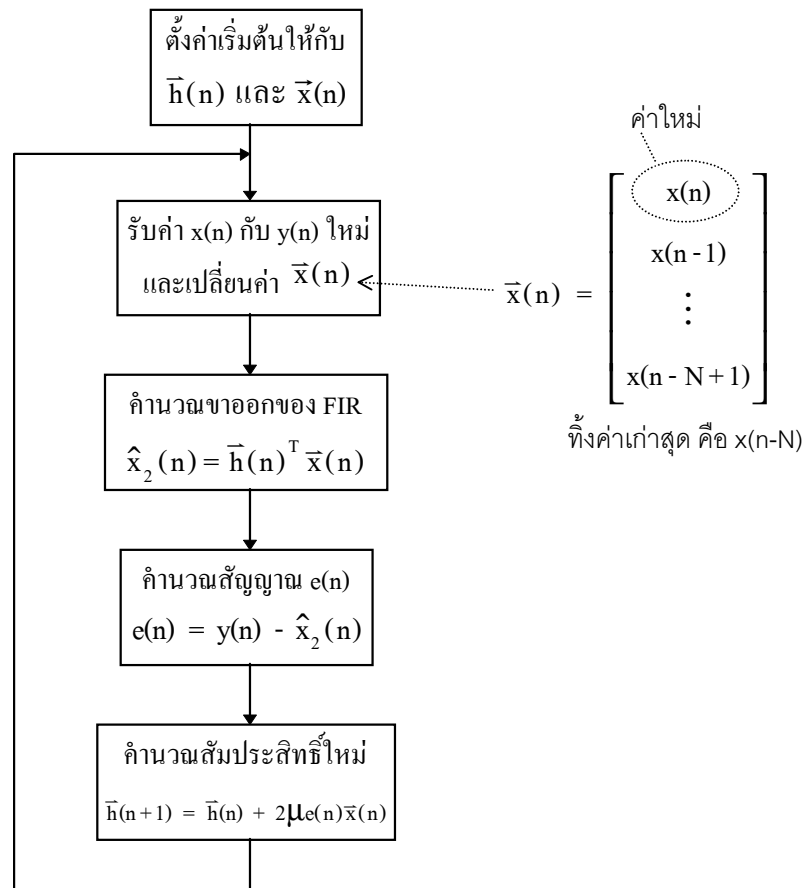 ตั้งค่าเริ่มต้นให้กับ
h⃗(n) และ x⃗(n)
รับค่า x(n) กับ y(n) ใหม่
และเปลี่ยนค่า x⃗(n)
ค่าใหม่
x⃗(n) =
x(n)
x(n-1)
⋮
x(n-N+1)
ทิ้งค่าเก่าสุด คือ x(n-N)
คำนวณขาออกของ FIR
x̂₂(n) = h⃗(n)ᵀ x⃗(n)
คำนวณสัญญาณ e(n)
e(n) = y(n) - x̂₂(n)
คำนวณสัมประสิทธิ์ใหม่
h⃗(n+1) = h⃗(n) + 2μe(n)x⃗(n)